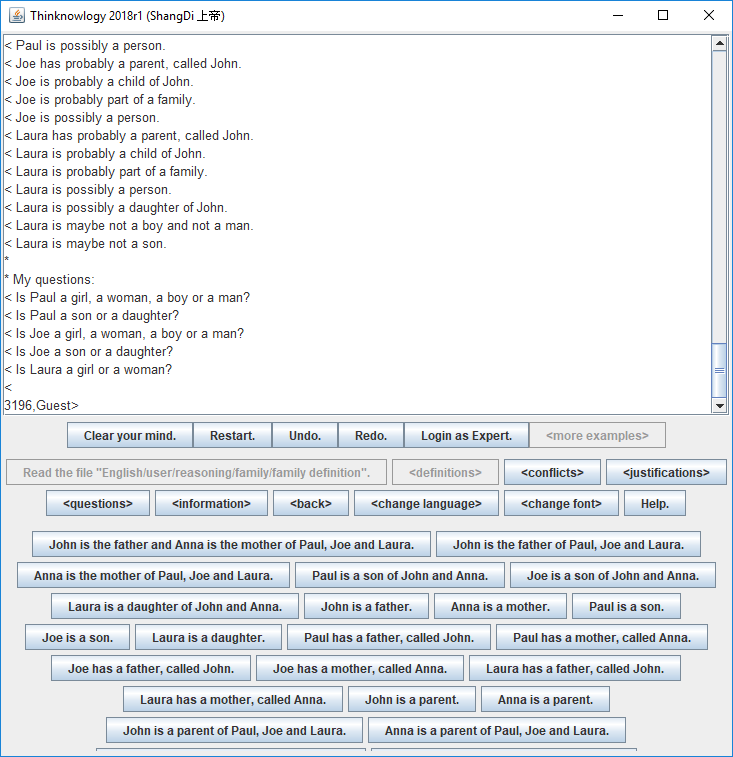 Thinknowlogy 2018r1 (ShangDi 上帝)
< Paul is possibly a person.
< Joe has probably a parent, called John.
< Joe is probably a child of John.
< Joe is probably part of a family.
< Joe is possibly a person.
< Laura has probably a parent, called John.
< Laura is probably a child of John.
< Laura is probably part of a family.
< Laura is possibly a person.
< Laura is possibly a daughter of John.
< Laura is maybe not a boy and not a man.
< Laura is maybe not a son.
*
* My questions:
< Is Paul a girl, a woman, a boy or a man?
< Is Paul a son or a daughter?
< Is Joe a girl, a woman, a boy or a man?
< Is Joe a son or a daughter?
< Is Laura a girl or a woman?
<
3196,Guest>
Clear your mind. Restart. Undo. Redo. Login as Expert. <more examples>
Read the file "English/user/reasoning/family/family definition". <definitions> <conflicts> <justifications>
<questions> <information> <back> <change language> <change font> Help.
John is the father and Anna is the mother of Paul, Joe and Laura. John is the father of Paul, Joe and Laura.
Anna is the mother of Paul, Joe and Laura. Paul is a son of John and Anna. Joe is a son of John and Anna.
Laura is a daughter of John and Anna. John is a father. Anna is a mother. Paul is a son.
Joe is a son. Laura is a daughter. Paul has a father, called John. Paul has a mother, called Anna.
Joe has a father, called John. Joe has a mother, called Anna. Laura has a father, called John.
Laura has a mother, called Anna. John is a parent. Anna is a parent.
John is a parent of Paul, Joe and Laura. Anna is a parent of Paul, Joe and Laura.